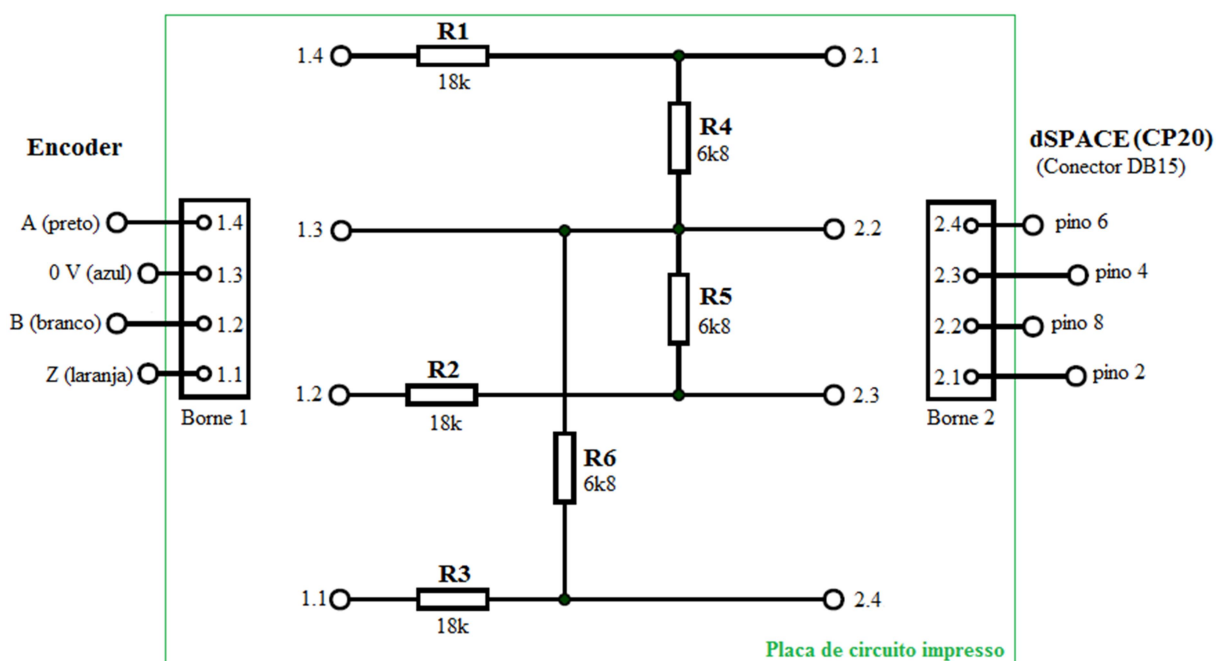 R1
1.4
18k
2.1
R4
6k8
Encoder
dSPACE (CP20)
(Conector DB15)
A (preto)
1.4
0 V (azul)
1.3
B (branco)
1.2
Z (laranja)
1.1
Borne 1
1.3
2.2
R5
6k8
R2
1.2
18k
2.3
R6
6k8
R3
1.1
18k
2.4
2.4
pino 6
2.3
pino 4
2.2
pino 8
2.1
pino 2
Borne 2
Placa de circuito impresso